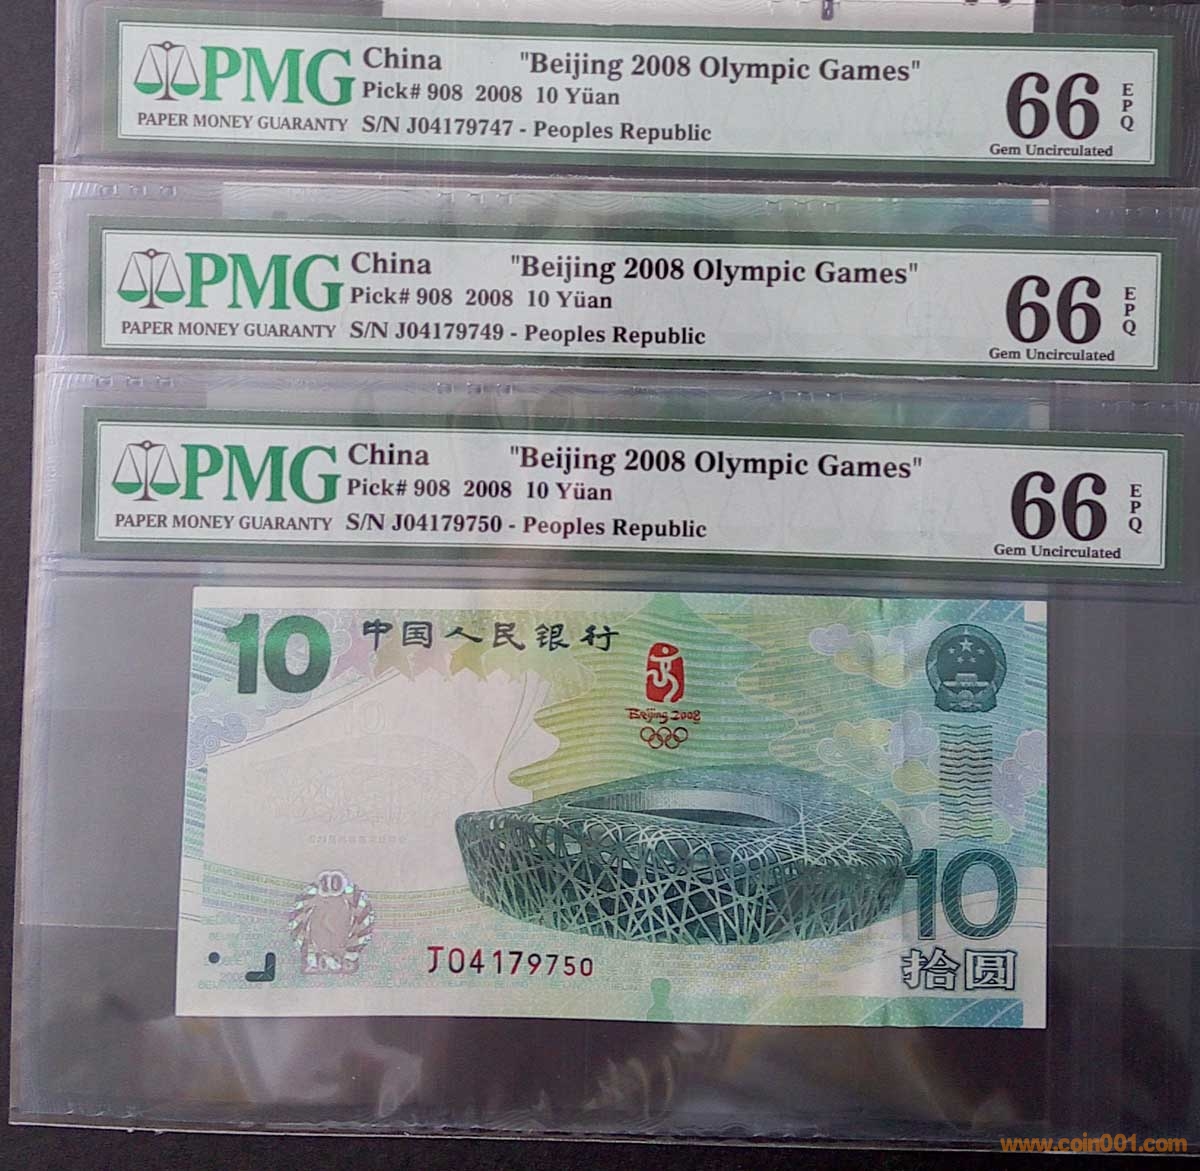 PMG
PAPER MONEY GUARANTY
China "Beijing 2008 Olympic Games"
Pick# 908 2008 10 Yüan
S/N J04179747 - Peoples Republic
66 EPQ
Gem Uncirculated
PMG
PAPER MONEY GUARANTY
China "Beijing 2008 Olympic Games"
Pick# 908 2008 10 Yüan
S/N J04179749 - Peoples Republic
66 EPQ
Gem Uncirculated
PMG
PAPER MONEY GUARANTY
China "Beijing 2008 Olympic Games"
Pick# 908 2008 10 Yüan
S/N J04179750 - Peoples Republic
66 EPQ
Gem Uncirculated
10 中国人民银行
Beijing 2008
10
10
2008
J04179750
10
拾圆
www.coin001.com